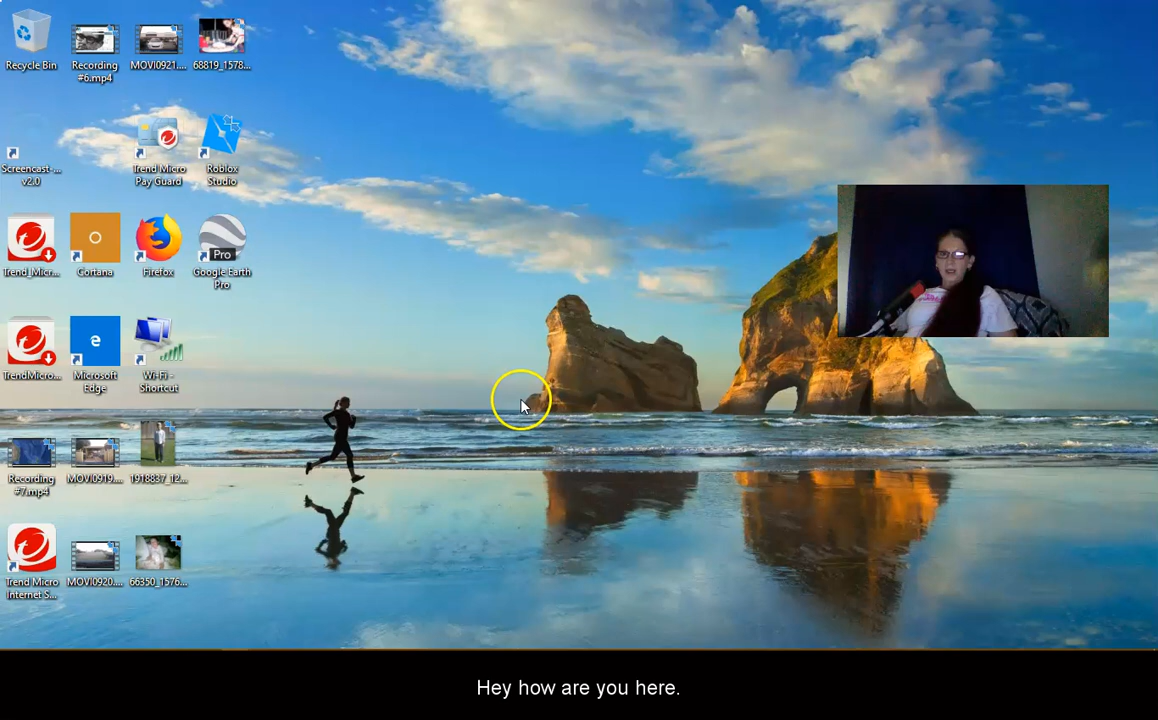 Recycle Bin
Recording
#6.mp4
MOVI0921....
68819_1578...
Screencast-...
v2.0
Trend Micro
Pay Guard
Roblox
Studio
Trend_Micr...
Cortana
Firefox
Pro
Google Earth
Pro
TrendMicro...
Microsoft
Edge
Wi-Fi -
Shortcut
Recording
#7.mp4
MOVI0919....
1918837_12...
Trend Micro
Internet S...
MOVI0920....
66350_1576...
Hey how are you here.